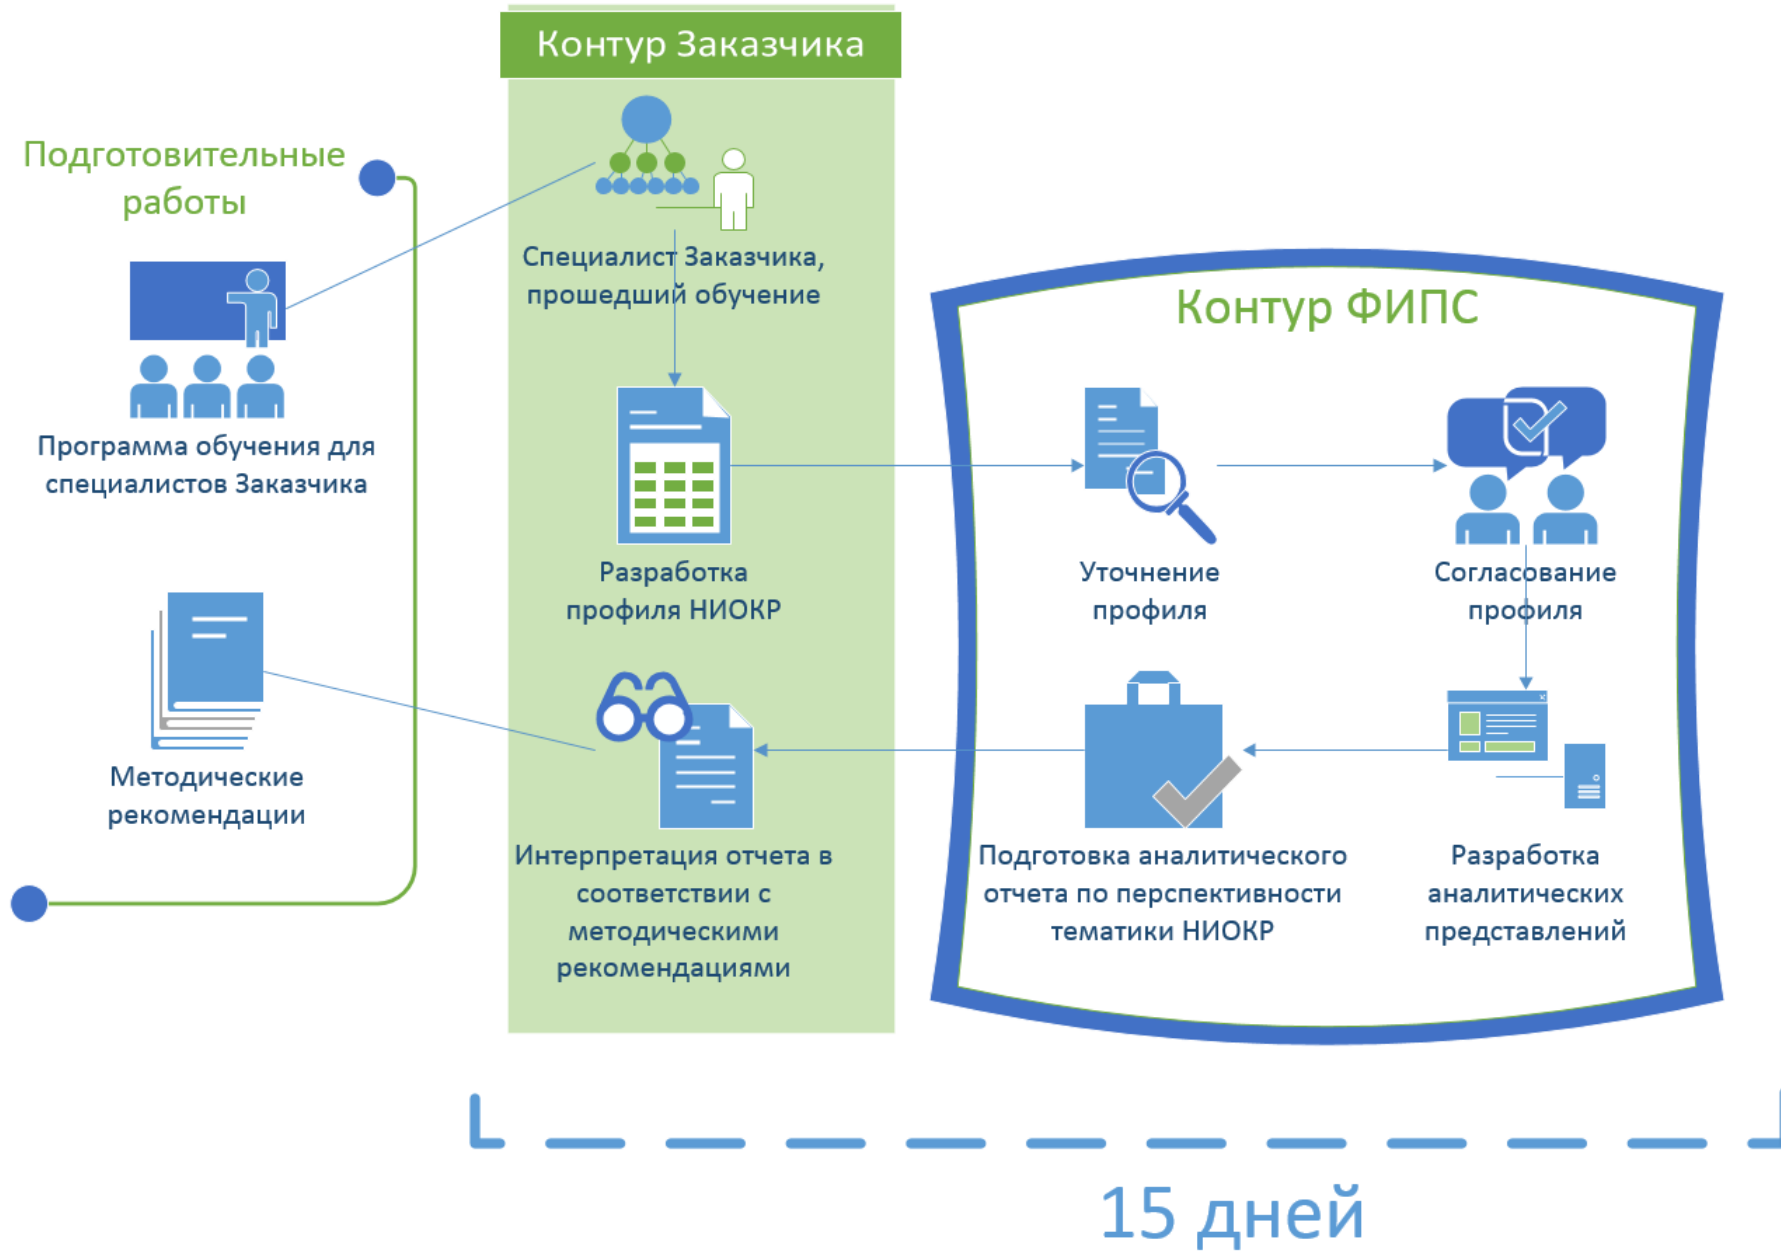 Контур Заказчика
Подготовительные
работы
Специалист Заказчика,
прошедший обучение
Контур ФИПС
Программа обучения для
специалистов Заказчика
Разработка
профиля НИОКР
Уточнение
профиля
Согласование
профиля
Методические
рекомендации
Интерпретация отчета в
соответствии с
методическими
рекомендациями
Подготовка аналитического
отчета по перспективности
тематики НИОКР
Разработка
аналитических
представлений
15 дней